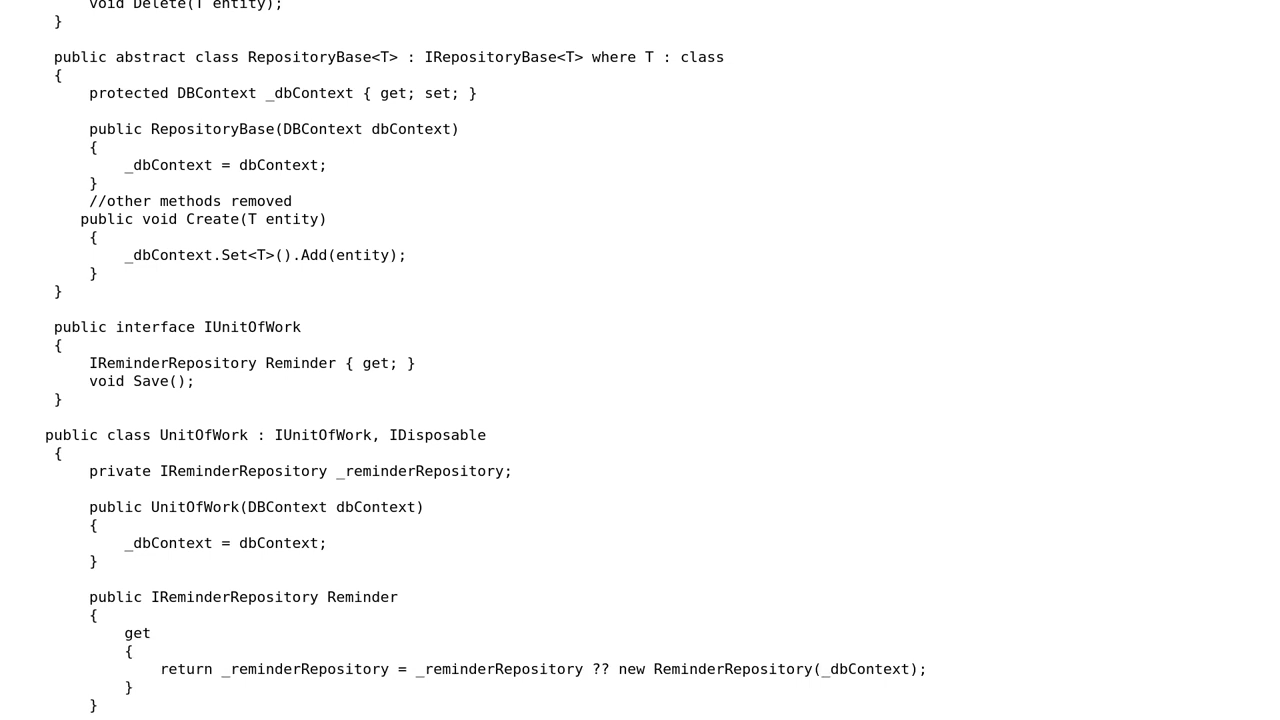 void Delete(T entity);
}
public abstract class RepositoryBase<T> : IRepositoryBase<T> where T : class
{
protected DBContext _dbContext { get; set; }
public RepositoryBase(DBContext dbContext)
{
_dbContext = dbContext;
}
//other methods removed
public void Create(T entity)
{
_dbContext.Set<T>().Add(entity);
}
}
public interface IUnitOfWork
{
IReminderRepository Reminder { get; }
void Save();
}
public class UnitOfWork : IUnitOfWork, IDisposable
{
private IReminderRepository _reminderRepository;
public UnitOfWork(DBContext dbContext)
{
_dbContext = dbContext;
}
public IReminderRepository Reminder
{
get
{
return _reminderRepository = _reminderRepository ?? new ReminderRepository(_dbContext);
}
}